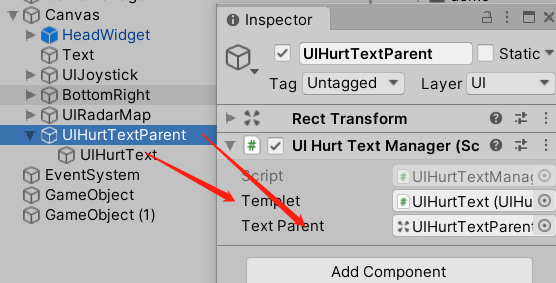 Canvas
HeadWidget
Text
UIJoystick
BottomRight
UIRadarMap
UIHurtTextParent
UIHurtText
EventSystem
GameObject
GameObject (1)
Inspector
UIHurtTextParent
Static
Tag Untagged Layer UI
Rect Transform
UI Hurt Text Manager (Sc
Script UIHurtTextManag
Templet UIHurtText (UIHu
Text Parent UIHurtTextParent
Add Component